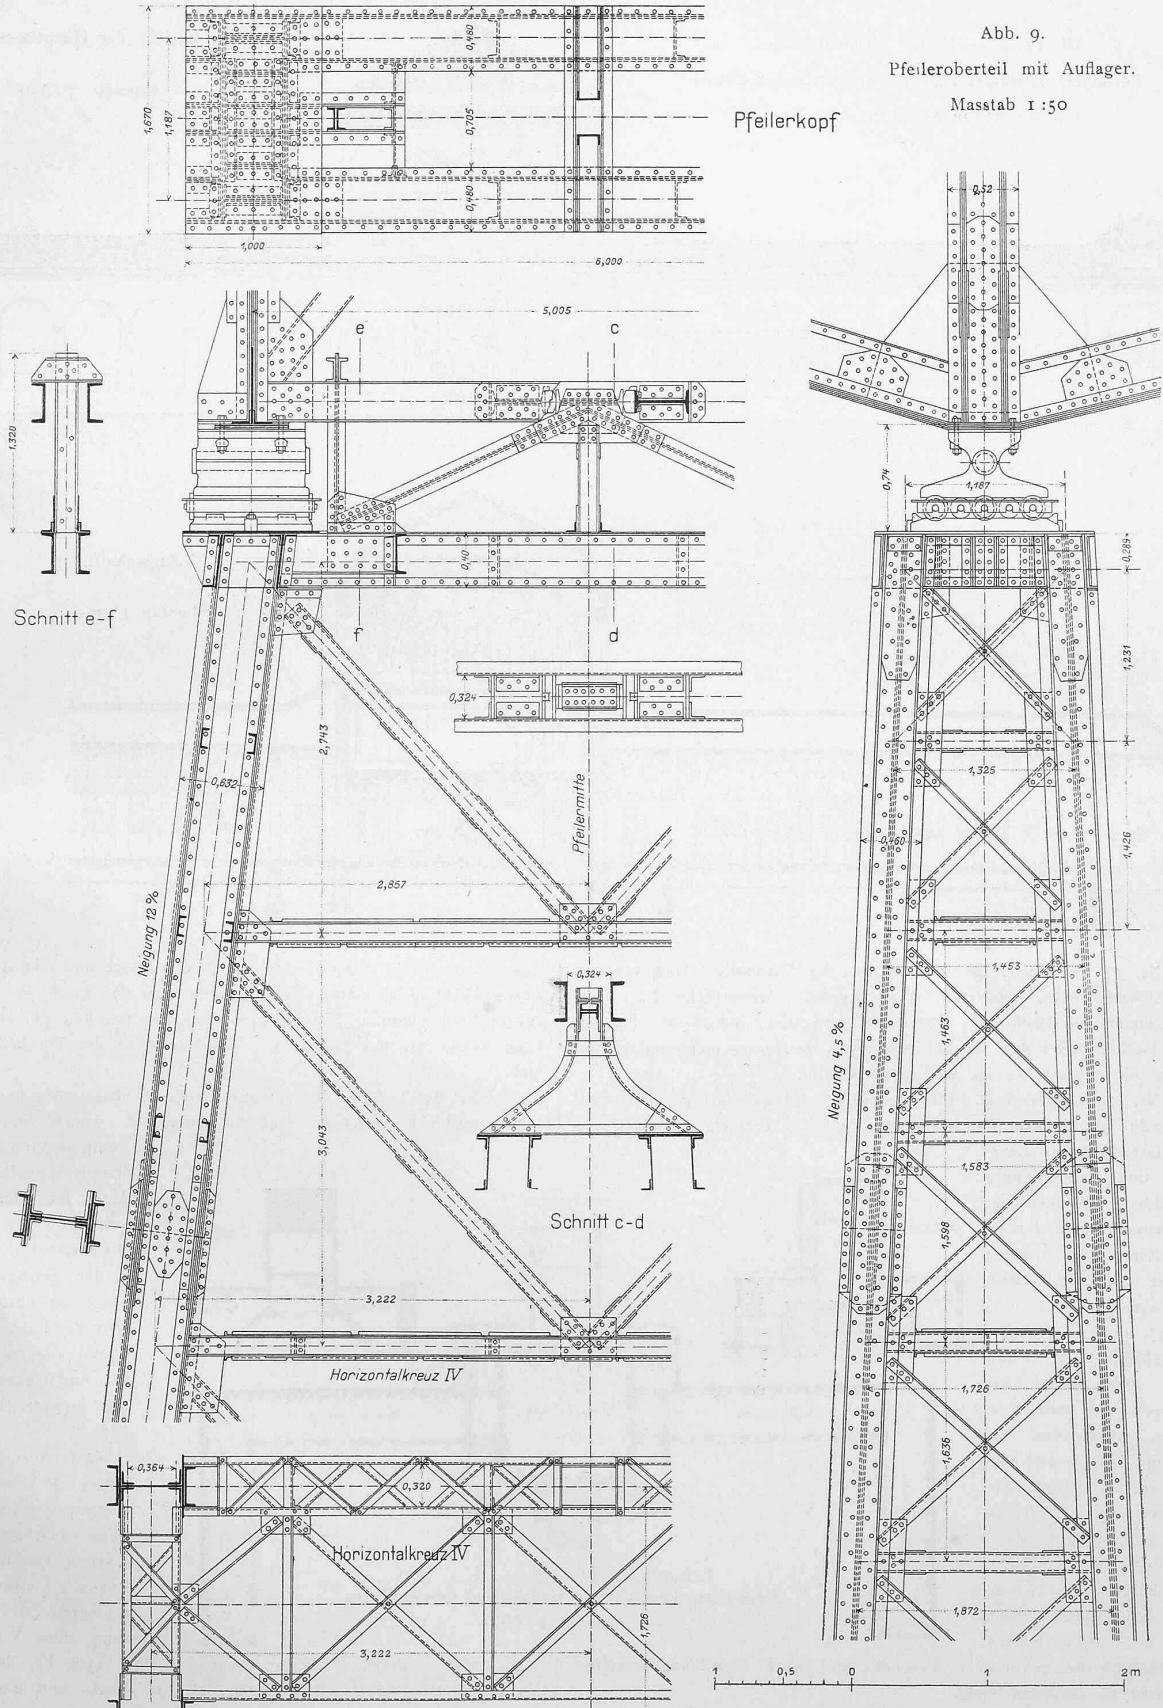 Abb. 9.
Pfeileroberteil mit Auflager.
Masstab 1:50
Pfeilerkopf
1,670
1,187
0,480
0,705
0,480
1,000
6,000
0,52
5,005
e
c
1,320
0,74
1,187
0,40
0,289
Schnitt e-f
f
d
0,324
1,231
2,743
0,632
Pfeilermitte
1,325
0,460
1,426
2,857
Neigung 12%
0,324
1,453
1,463
Neigung 4,5%
3,043
1,583
Schnitt c-d
1,598
3,222
Horizontalkreuz IV
1,726
1,636
0,364
0,320
Horizontalkreuz IV
1,726
1,872
3,222
1 0,5 0 1 2m